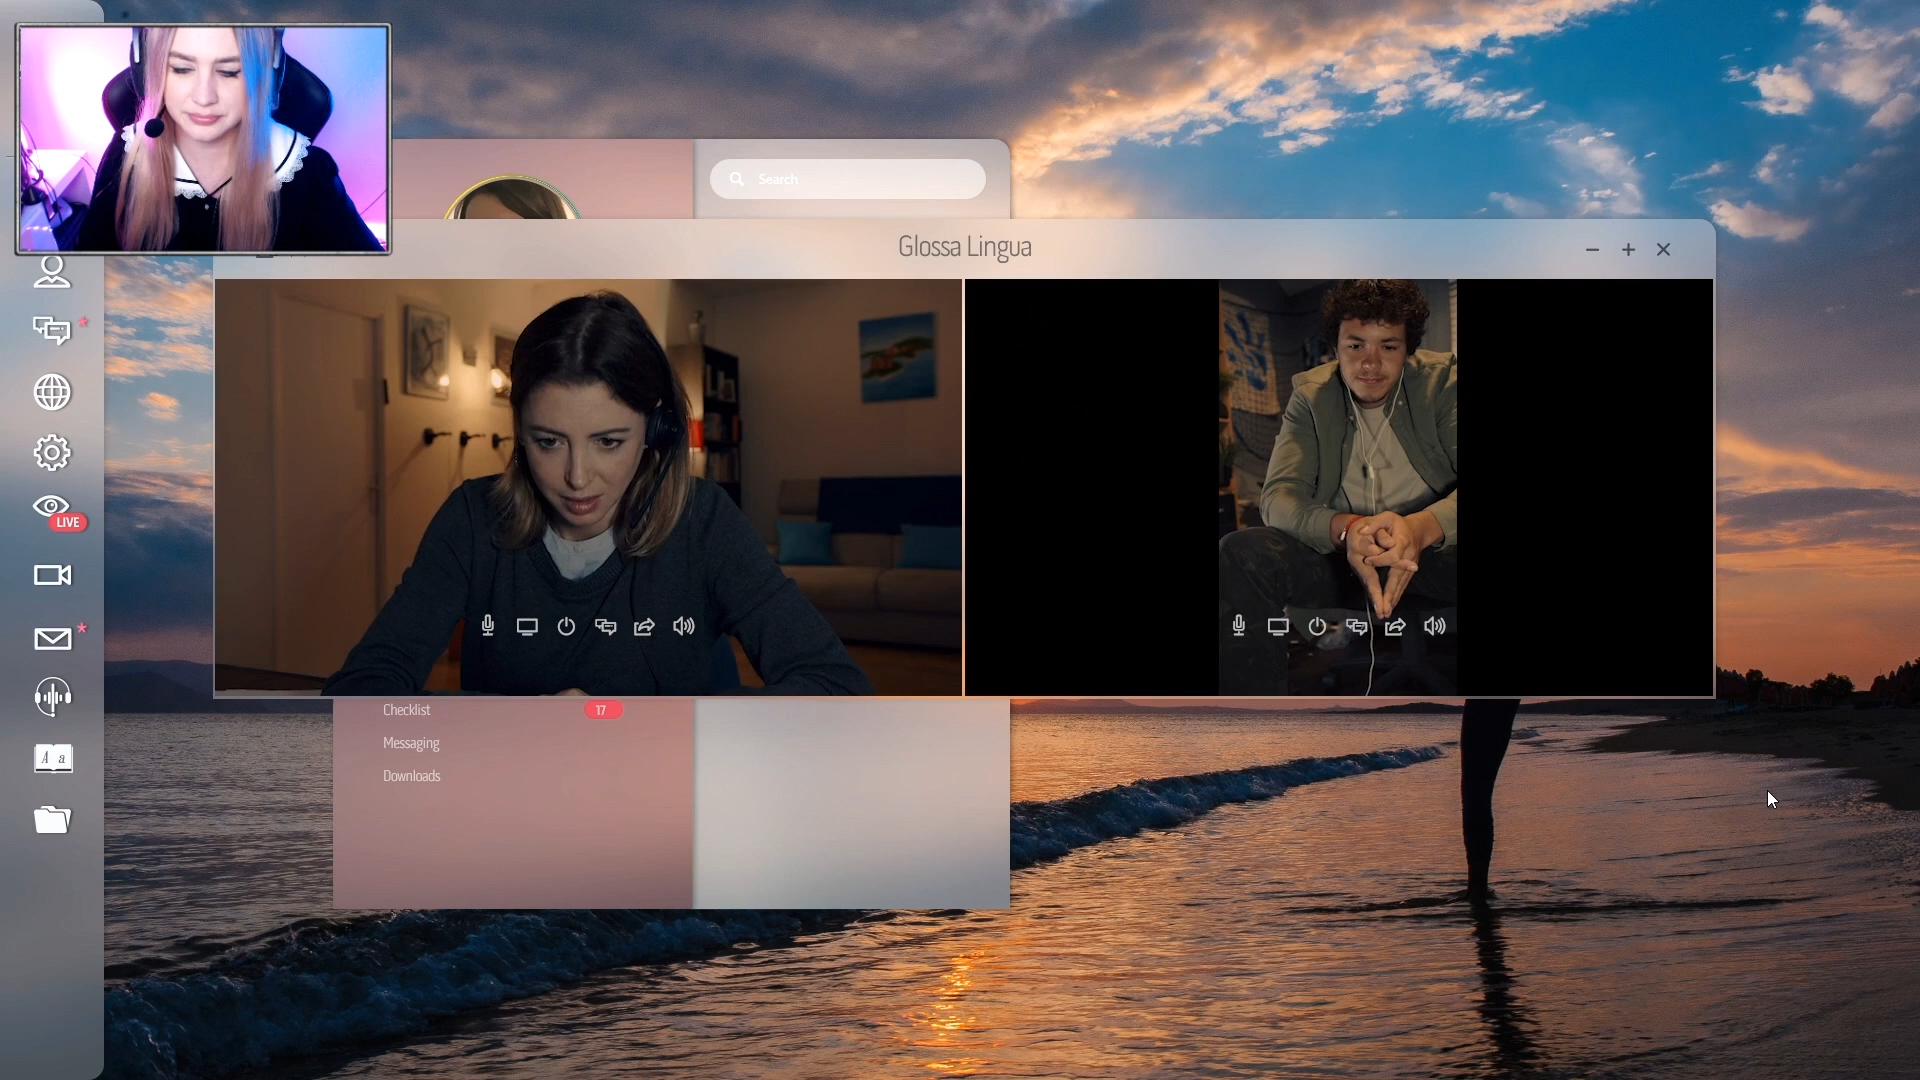 Search
Glossa Lingua
LIVE
Checklist 17
Messaging
Downloads
A a